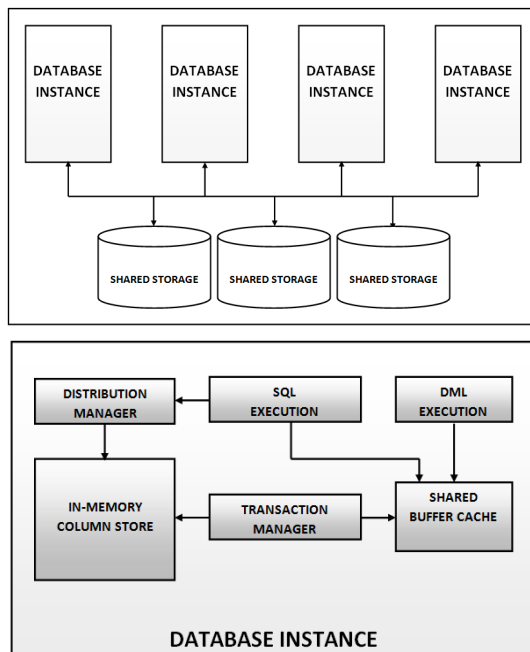 DATABASE
INSTANCE
DATABASE
INSTANCE
DATABASE
INSTANCE
DATABASE
INSTANCE
SHARED STORAGE
SHARED STORAGE
SHARED STORAGE
DISTRIBUTION
MANAGER
SQL
EXECUTION
DML
EXECUTION
IN-MEMORY
COLUMN STORE
TRANSACTION
MANAGER
SHARED
BUFFER CACHE
DATABASE INSTANCE